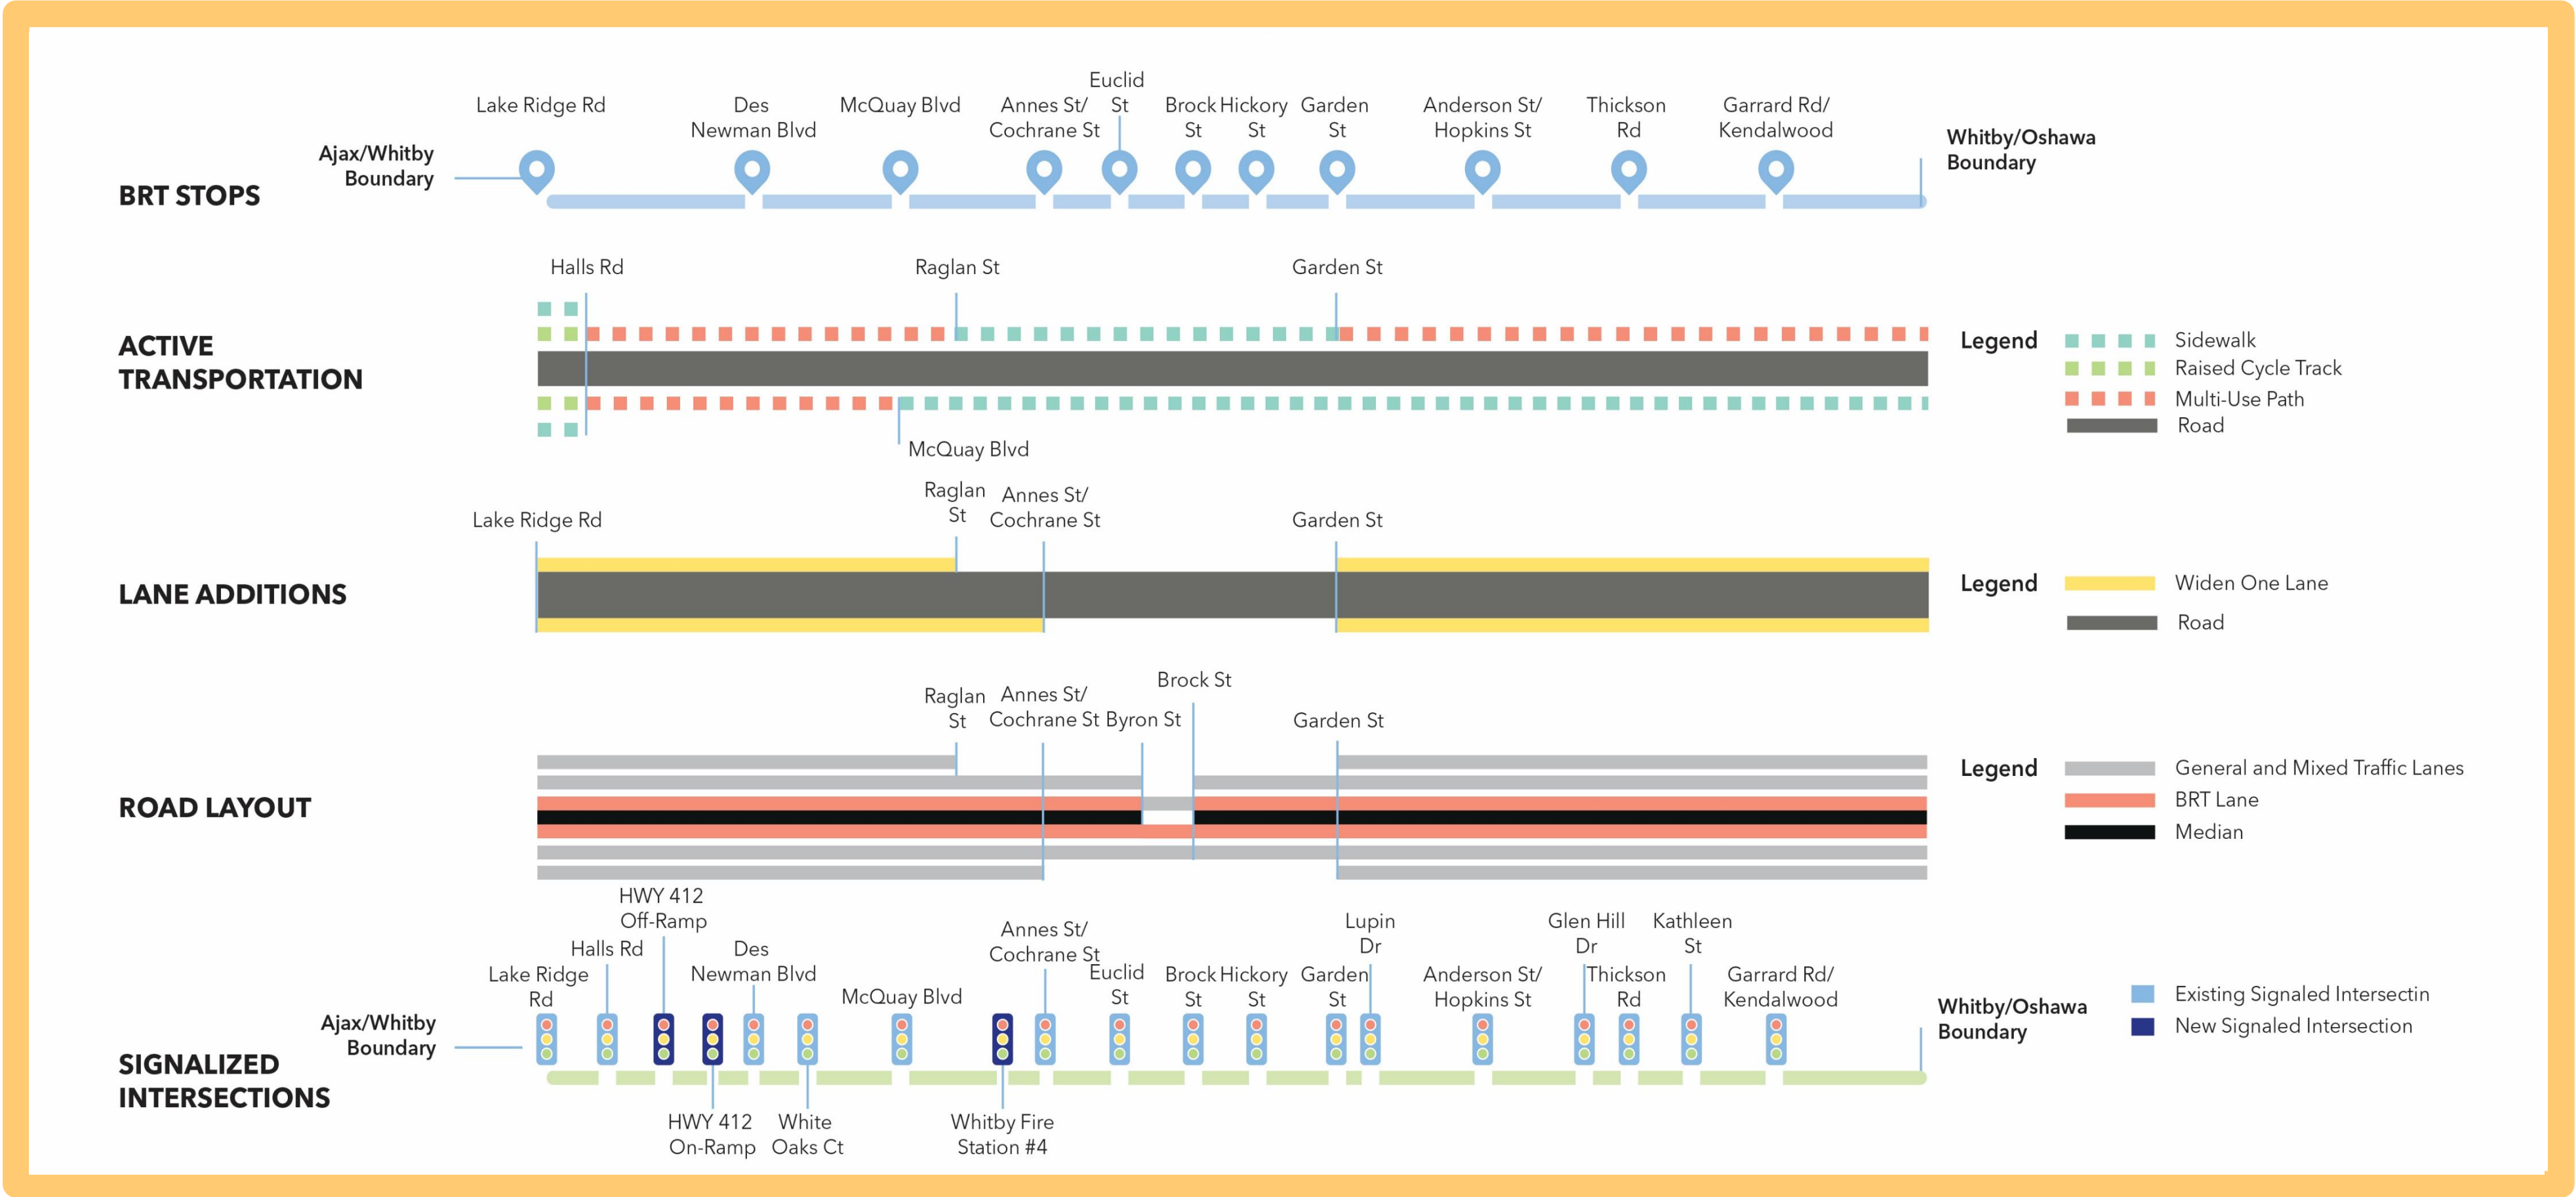 BRT STOPS
Ajax/Whitby
Boundary
Lake Ridge Rd
Des
Newman Blvd
McQuay Blvd
Annes St/
Cochrane St
Euclid
St
Brock
St
Hickory
St
Garden
St
Anderson St/
Hopkins St
Thickson
Rd
Garrard Rd/
Kendalwood
Whitby/Oshawa
Boundary
ACTIVE
TRANSPORTATION
Halls Rd
Raglan St
Garden St
McQuay Blvd
Legend
Sidewalk
Raised Cycle Track
Multi-Use Path
Road
LANE ADDITIONS
Lake Ridge Rd
Raglan
St
Annes St/
Cochrane St
Garden St
Legend
Widen One Lane
Road
ROAD LAYOUT
Raglan
St
Annes St/
Cochrane St
Byron St
Brock St
Garden St
Legend
General and Mixed Traffic Lanes
BRT Lane
Median
SIGNALIZED
INTERSECTIONS
Ajax/Whitby
Boundary
Lake Ridge
Rd
Halls Rd
HWY 412
Off-Ramp
HWY 412
On-Ramp
Des
Newman Blvd
White
Oaks Ct
McQuay Blvd
Whitby Fire
Station #4
Annes St/
Cochrane St
Euclid
St
Brock
St
Hickory
St
Garden
St
Lupin
Dr
Anderson St/
Hopkins St
Glen Hill
Dr
Thickson
Rd
Kathleen
St
Garrard Rd/
Kendalwood
Whitby/Oshawa
Boundary
Existing Signaled Intersectin
New Signaled Intersection